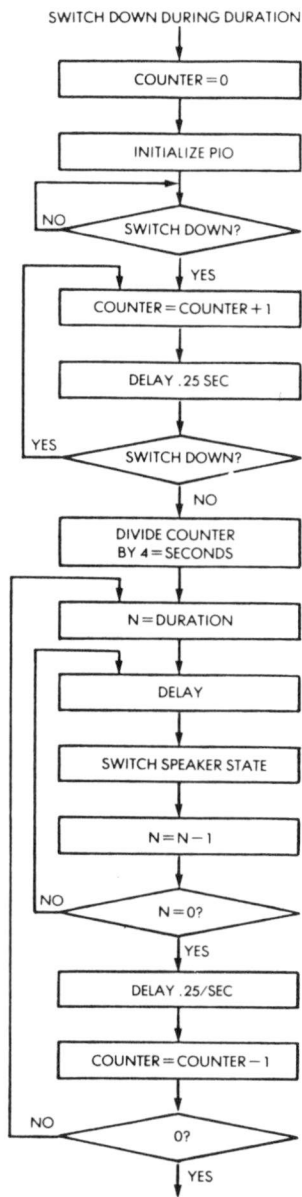 SWITCH DOWN DURING DURATION
COUNTER=0
INITIALIZE PIO
NO
SWITCH DOWN?
YES
COUNTER=COUNTER+1
DELAY .25 SEC
YES
SWITCH DOWN?
NO
DIVIDE COUNTER
BY 4=SECONDS
N=DURATION
DELAY
SWITCH SPEAKER STATE
N=N-1
NO
N=0?
YES
DELAY .25/SEC
COUNTER=COUNTER-1
NO
0?
YES